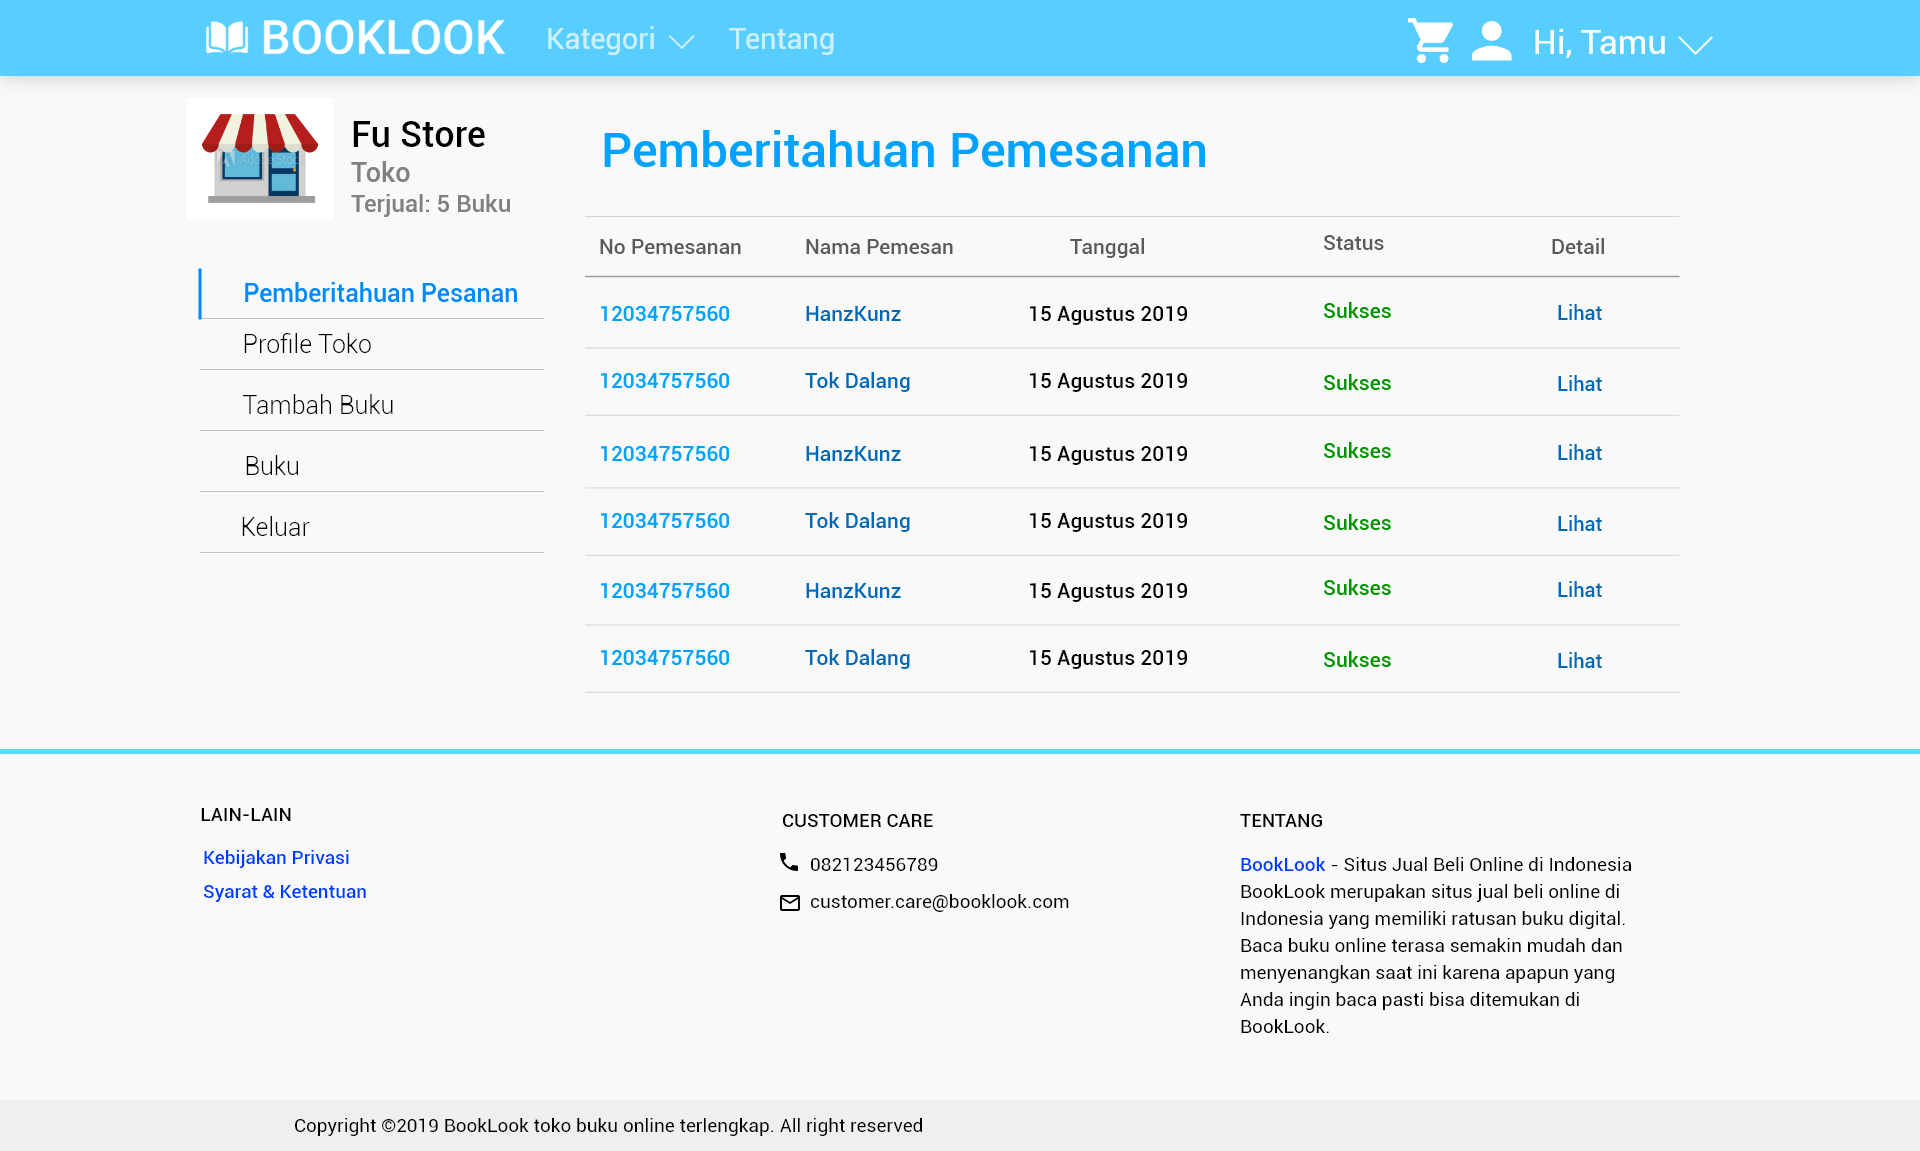 BOOKLOOK
Kategori
Tentang
Hi, Tamu
Fu Store
Toko
Terjual: 5 Buku
Pemberitahuan Pesanan
Profile Toko
Tambah Buku
Buku
Keluar
Pemberitahuan Pemesanan
No Pemesanan Nama Pemesan Tanggal Status Detail
12034757560 HanzKunz 15 Agustus 2019 Sukses Lihat
12034757560 Tok Dalang 15 Agustus 2019 Sukses Lihat
12034757560 HanzKunz 15 Agustus 2019 Sukses Lihat
12034757560 Tok Dalang 15 Agustus 2019 Sukses Lihat
12034757560 HanzKunz 15 Agustus 2019 Sukses Lihat
12034757560 Tok Dalang 15 Agustus 2019 Sukses Lihat
LAIN-LAIN
Kebijakan Privasi
Syarat & Ketentuan
CUSTOMER CARE
082123456789
customer.care@booklook.com
TENTANG
BookLook - Situs Jual Beli Online di Indonesia
BookLook merupakan situs jual beli online di
Indonesia yang memiliki ratusan buku digital.
Baca buku online terasa semakin mudah dan
menyenangkan saat ini karena apapun yang
Anda ingin baca pasti bisa ditemukan di
BookLook.
Copyright ©2019 BookLook toko buku online terlengkap. All right reserved